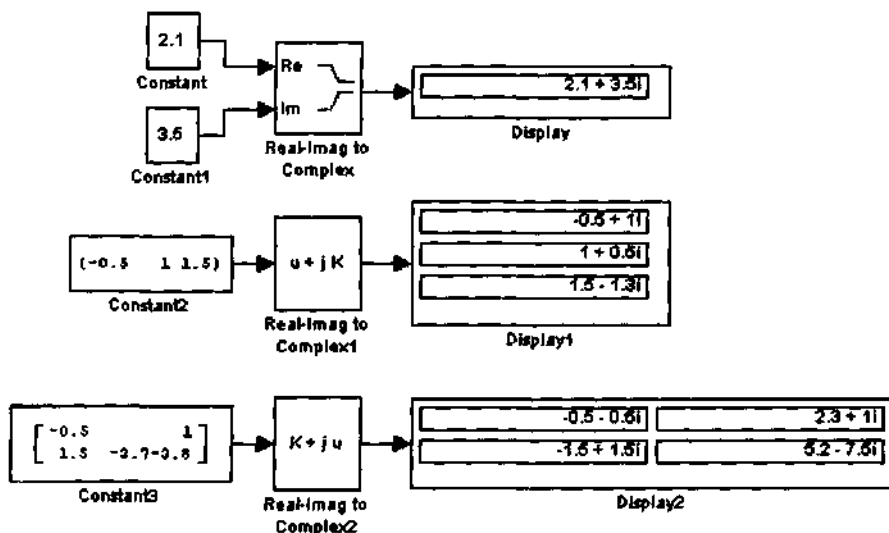 2.1
Constant
3.5
Constant1
Re
Im
Real-Imag to
Complex
2.1 + 3.5i
Display
(-0.5 1 1.5)
Constant2
u + j K
Real-Imag to
Complex1
-0.5 + 1i
1 + 0.5i
1.5 - 1.3i
Display1
-0.5 1
1.5
Constant3
K + j u
Real-Imag to
Complex2
-0.5 - 0.5i 2.3 + 1i
-1.5 + 1.5i 5.2 - 7.5i
Display2